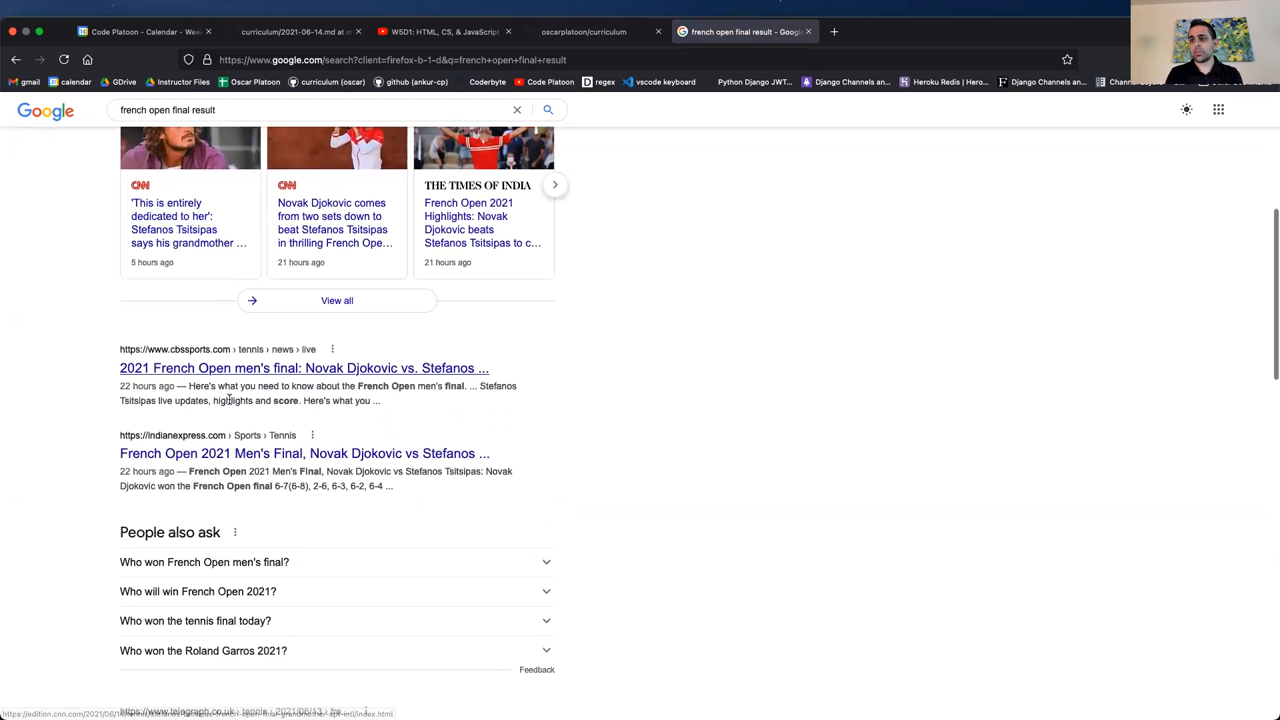 Code Platoon - Calendar - Wee
curriculum/2021-06-14.md at m
W5D1: HTML, CS, & JavaScript
oscarplatoon/curriculum
french open final result - Googl
https://www.google.com/search?client=firefox-b-1-d&q=french+open+final+result
gmail
calendar
GDrive
Instructor Files
Oscar Platoon
curriculum (oscar)
github (ankur-cp)
Coderbyte
Code Platoon
regex
vscode keyboard
Python Django JWT...
Django Channels an...
Heroku Redis | Hero...
Django Channels an...
Google
french open final result
CNN
'This is entirely
dedicated to her':
Stefanos Tsitsipas
says his grandmother ...
5 hours ago
CNN
Novak Djokovic comes
from two sets down to
beat Stefanos Tsitsipas
in thrilling French Ope...
21 hours ago
THE TIMES OF INDIA
French Open 2021
Highlights: Novak
Djokovic beats
Stefanos Tsitsipas to c...
21 hours ago
View all
https://www.cbssports.com › tennis › news › live
2021 French Open men's final: Novak Djokovic vs. Stefanos ...
22 hours ago — Here's what you need to know about the French Open men's final. ... Stefanos
Tsitsipas live updates, highlights and score. Here's what you ...
https://indianexpress.com › Sports › Tennis
French Open 2021 Men's Final, Novak Djokovic vs Stefanos ...
22 hours ago — French Open 2021 Men's Final, Novak Djokovic vs Stefanos Tsitsipas: Novak
Djokovic won the French Open final 6-7(6-8), 2-6, 6-3, 6-2, 6-4 ...
People also ask
Who won French Open men's final?
Who will win French Open 2021?
Who won the tennis final today?
Who won the Roland Garros 2021?
Feedback